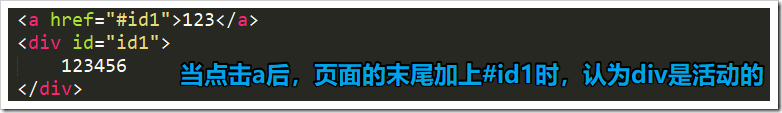 <a href="#id1">123</a>
<div id="id1">
123456
当点击a后，页面的末尾加上#id1时，认为div是活动的
</div>